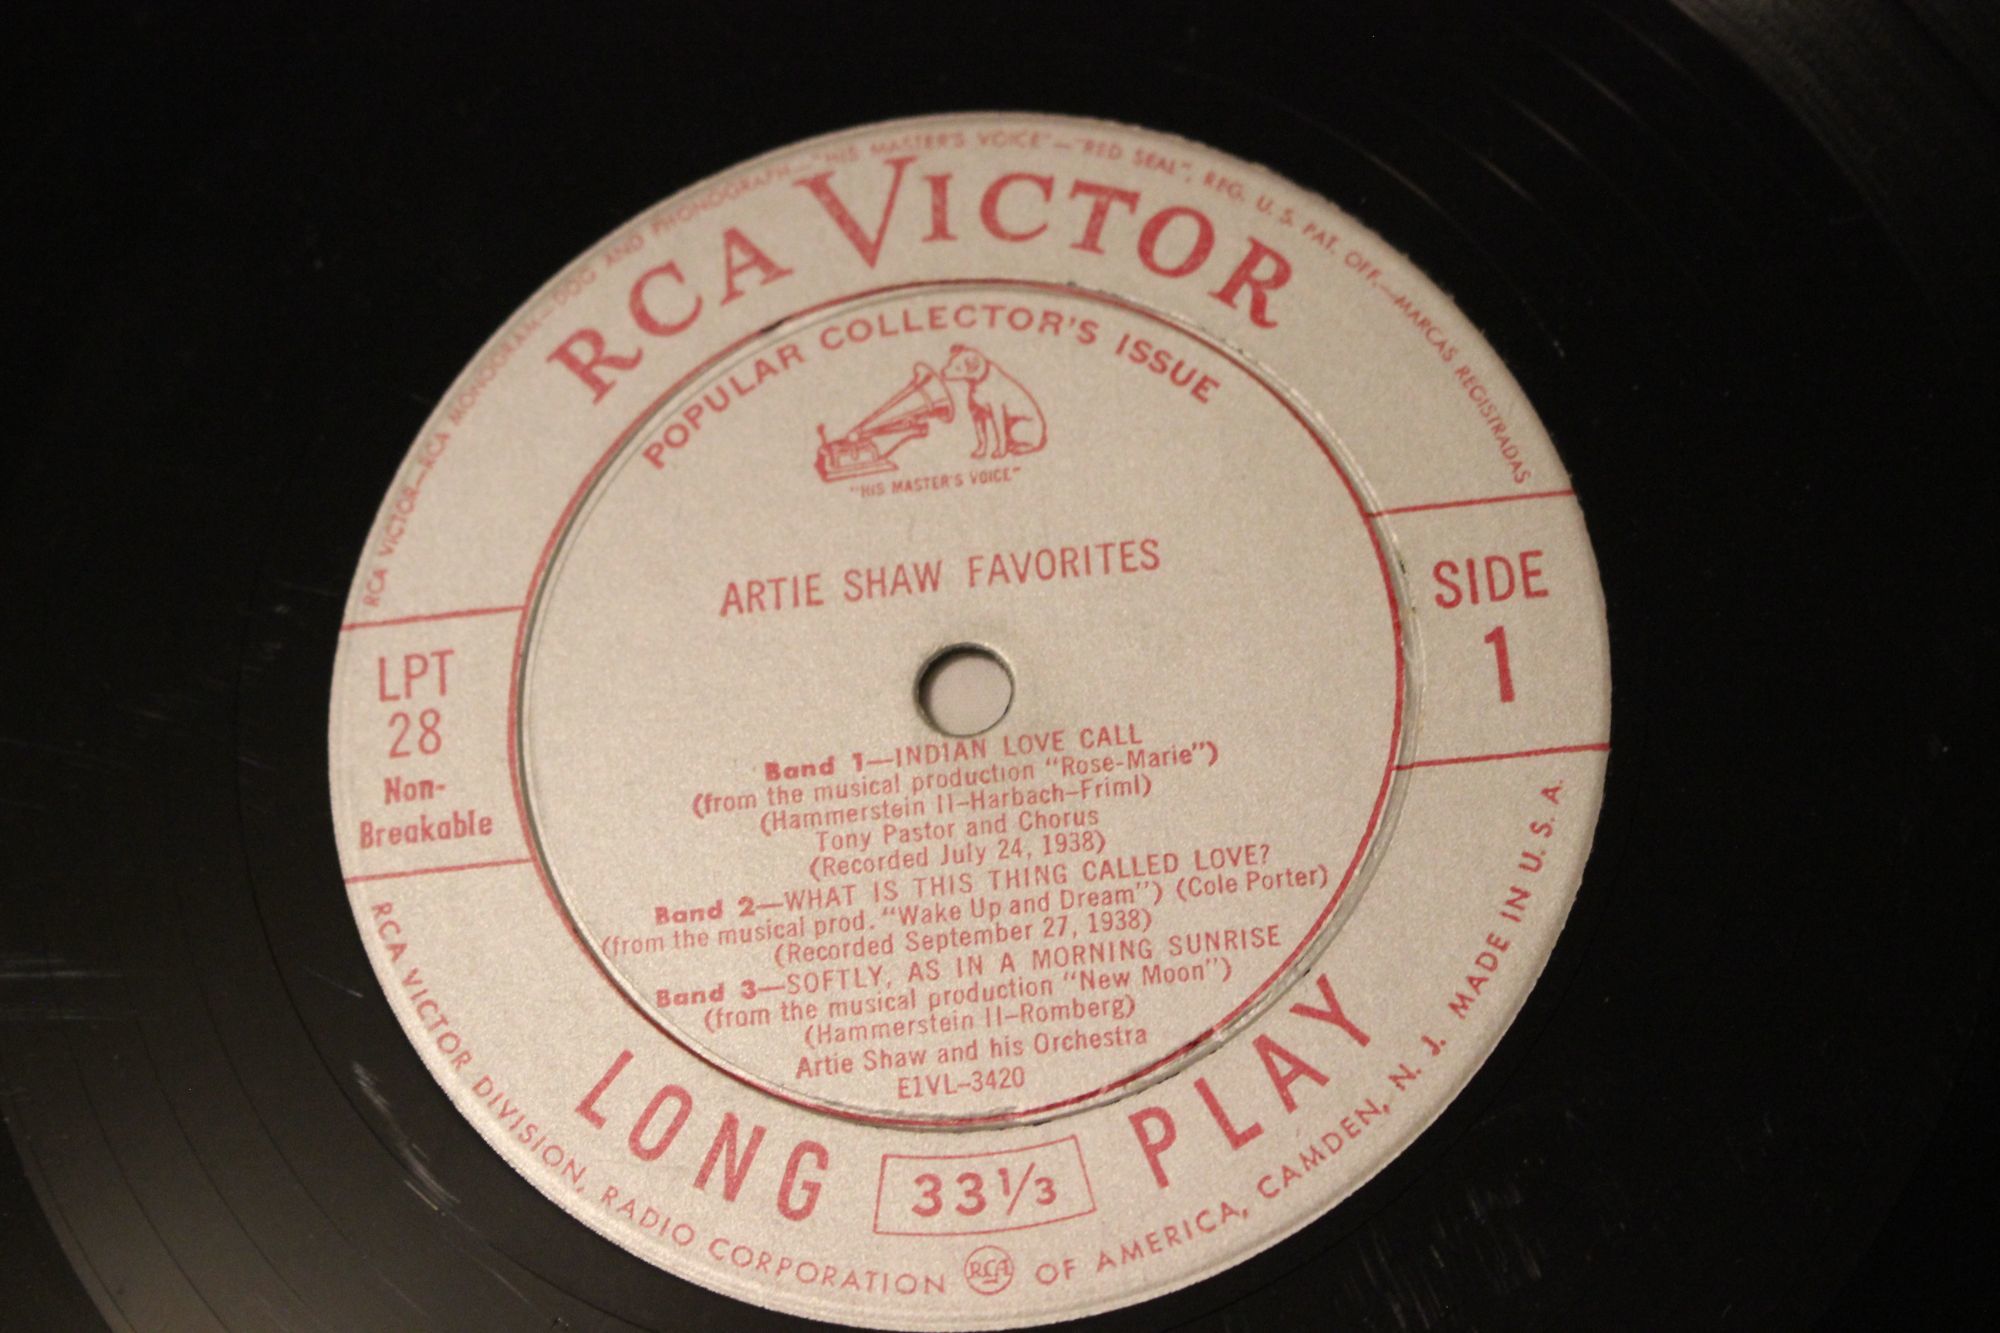 RCA VICTOR—RCA MONOGRAM—DOG AND PHONOGRAPH—"HIS MASTER'S VOICE"—"RED SEAL", REG. U. S. PAT. OFF.—MARCAS REGISTRADAS
RCA VICTOR
POPULAR COLLECTOR'S ISSUE
"HIS MASTER'S VOICE"
ARTIE SHAW FAVORITES
SIDE
1
LPT
28
Non-
Breakable
Band 1—INDIAN LOVE CALL
(from the musical production "Rose-Marie")
(Hammerstein II-Harbach-Friml)
Tony Pastor and Chorus
(Recorded July 24, 1938)
Band 2—WHAT IS THIS THING CALLED LOVE?
(from the musical prod. "Wake Up and Dream") (Cole Porter)
(Recorded September 27, 1938)
Band 3—SOFTLY, AS IN A MORNING SUNRISE
(from the musical production "New Moon")
(Hammerstein II-Romberg)
Artie Shaw and his Orchestra
E1VL-3420
LONG 33 1/3 PLAY
RCA VICTOR DIVISION, RADIO CORPORATION RCA OF AMERICA, CAMDEN, N. J. MADE IN U. S. A.